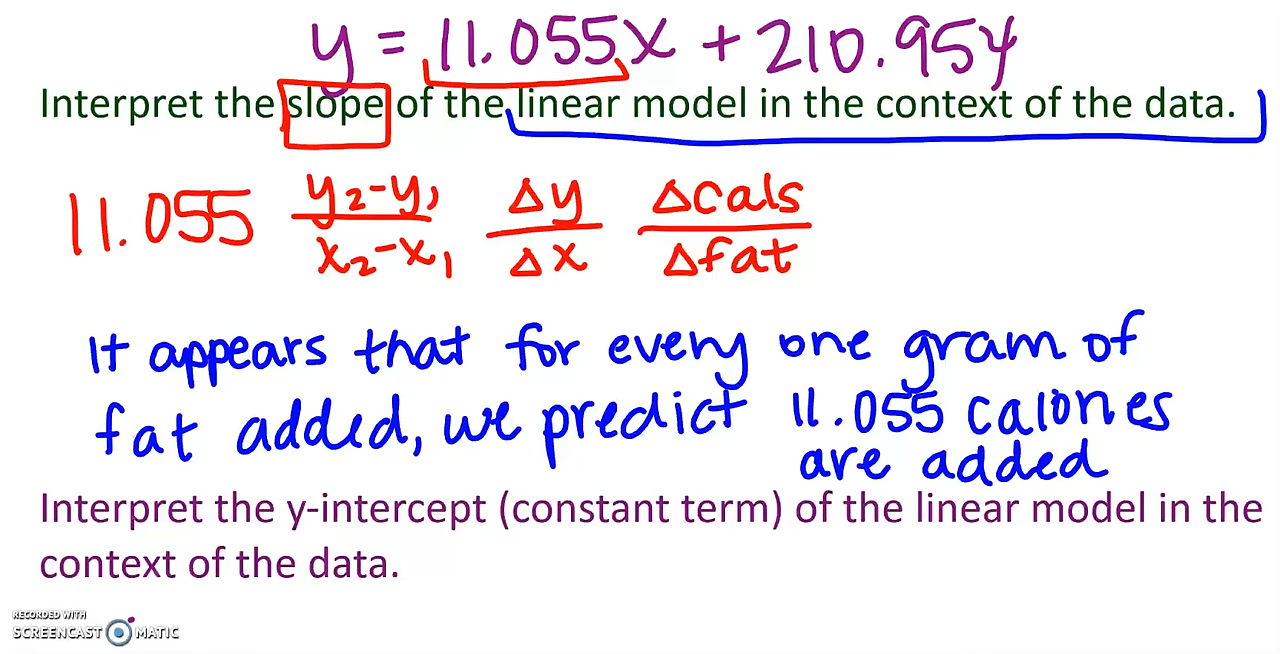 y = 11.055x + 210.954
Interpret the slope of the linear model in the context of the data.
11.055 y₂-y₁/x₂-x₁ Δy/Δx Δcals/Δfat
It appears that for every one gram of
fat added, we predict 11.055 calories
are added
Interpret the y-intercept (constant term) of the linear model in the
context of the data.
RECORDED WITH
SCREENCAST MATIC